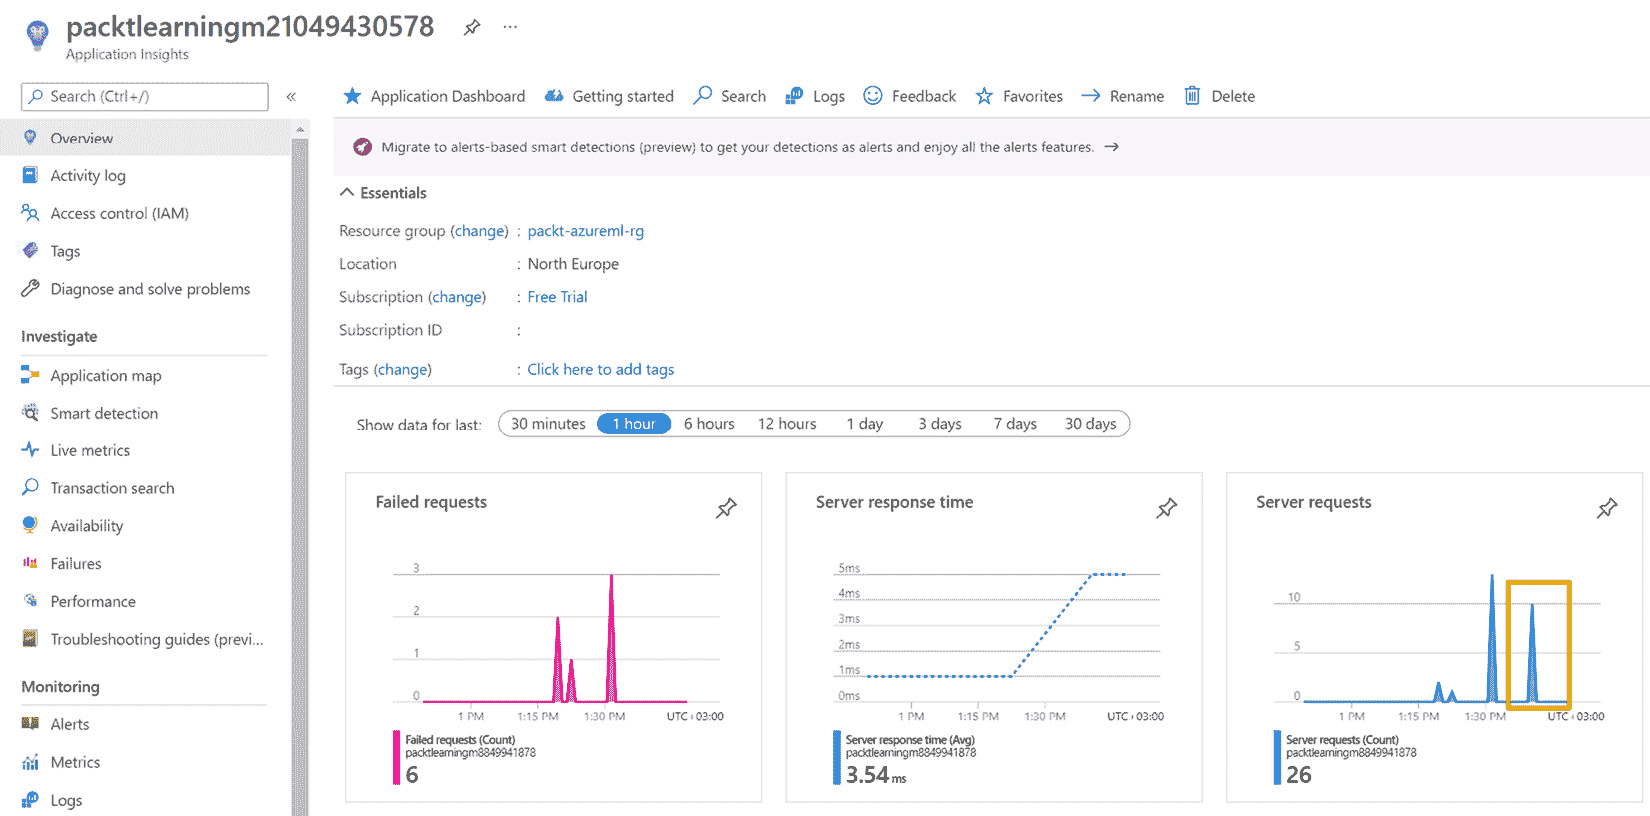 packtlearningm21049430578
Application Insights
Search (Ctrl+/)
«
Application Dashboard Getting started Search Logs Feedback Favorites Rename Delete
Overview
Activity log
Access control (IAM)
Tags
Diagnose and solve problems
Investigate
Application map
Smart detection
Live metrics
Transaction search
Availability
Failures
Performance
Troubleshooting guides (previ...
Monitoring
Alerts
Metrics
Logs
Migrate to alerts-based smart detections (preview) to get your detections as alerts and enjoy all the alerts features. →
Essentials
Resource group (change) : packt-azureml-rg
Location : North Europe
Subscription (change) : Free Trial
Subscription ID :
Tags (change) : Click here to add tags
Show data for last: 30 minutes 1 hour 6 hours 12 hours 1 day 3 days 7 days 30 days
Failed requests
3
2
1
0
1 PM 1:15 PM 1:30 PM UTC+03:00
Failed requests (Count)
packtlearningm8849941878
6
Server response time
5ms
4ms
3ms
2ms
1ms
0ms
1 PM 1:15 PM 1:30 PM UTC+03:00
Server response time (Avg)
packtlearningm8849941878
3.54 ms
Server requests
10
5
0
1 PM 1:15 PM 1:30 PM UTC+03:00
Server requests (Count)
packtlearningm8849941878
26